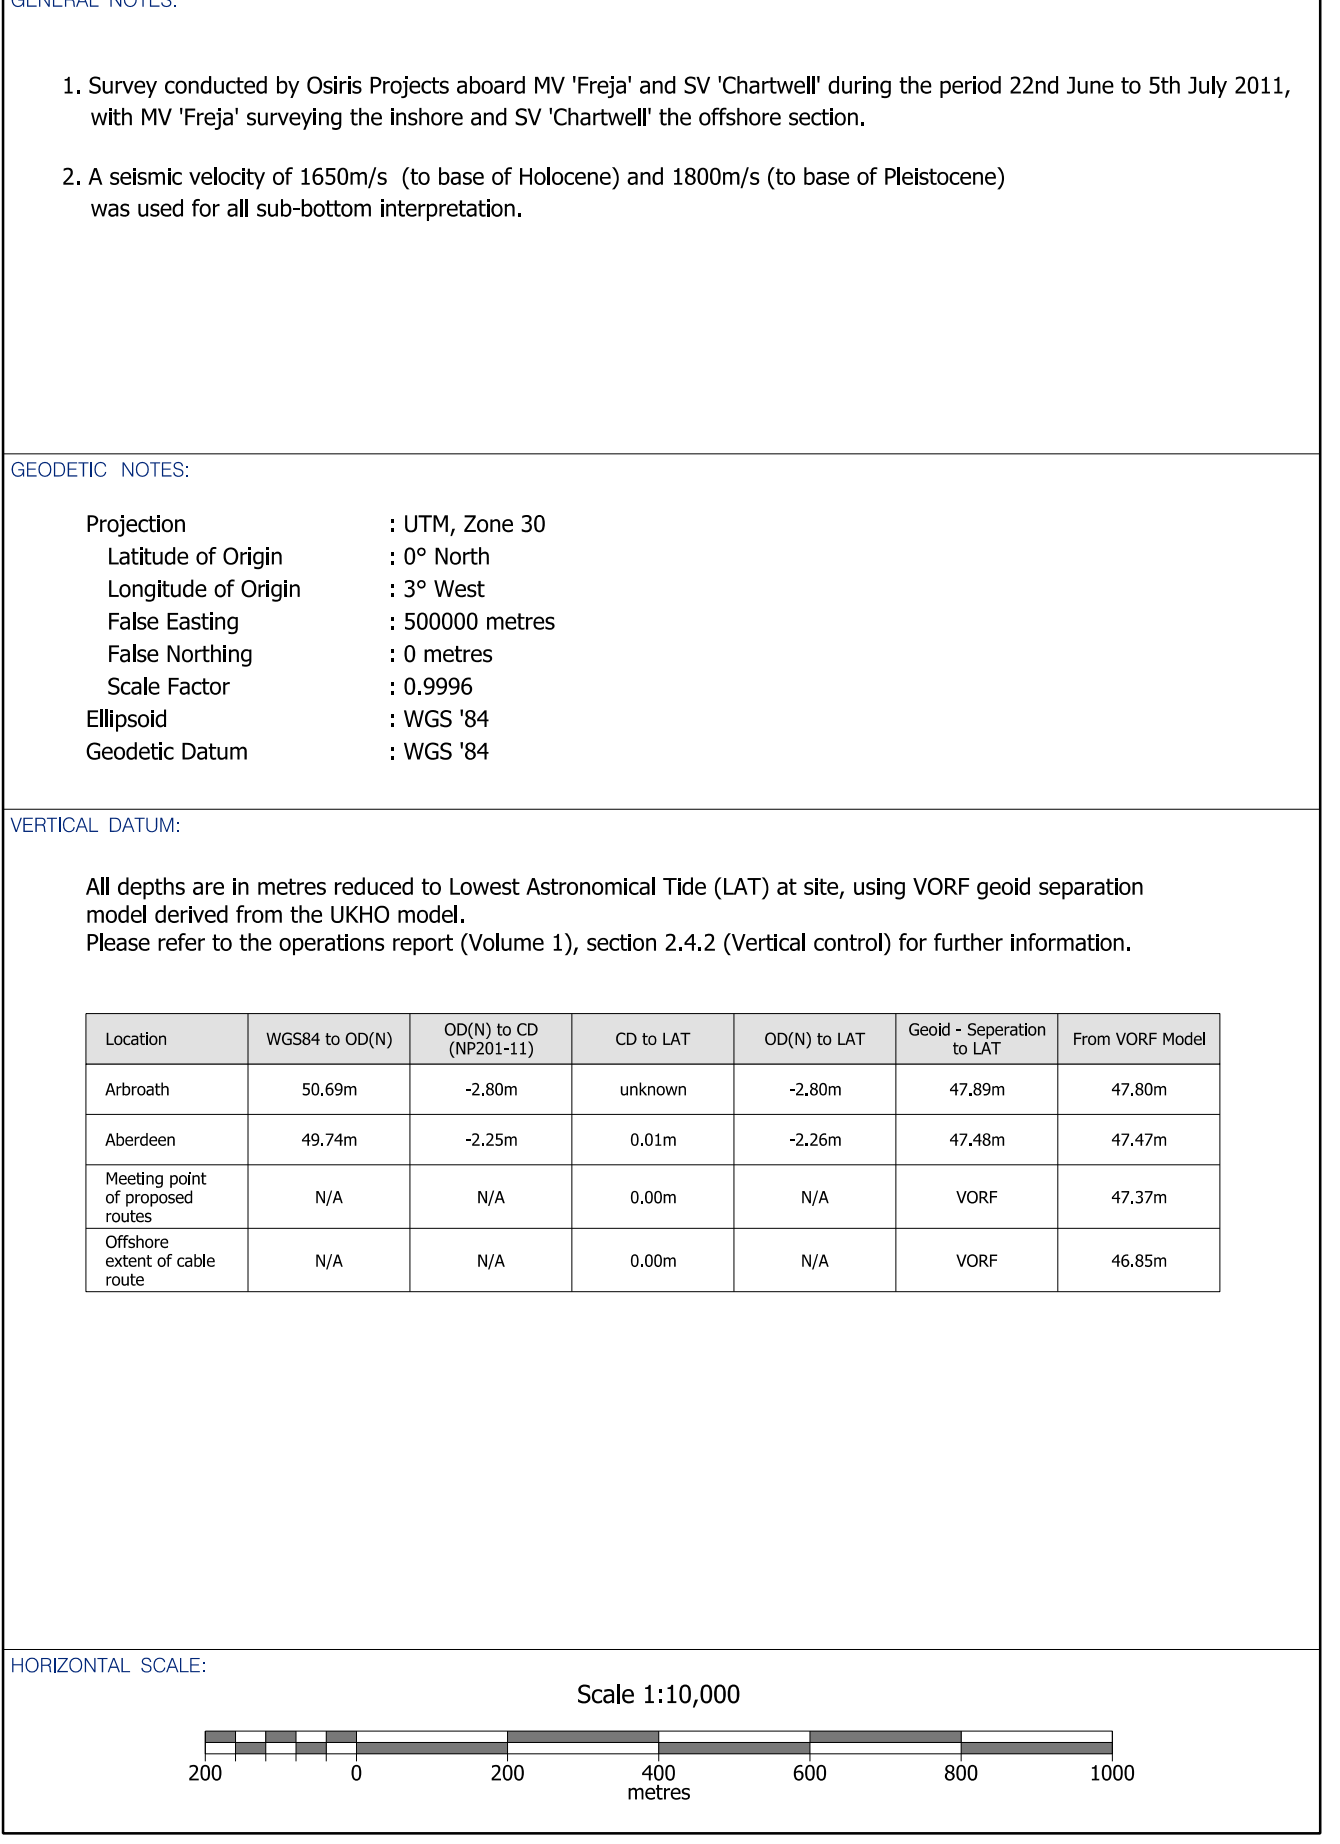 GENERAL NOTES:
1. Survey conducted by Osiris Projects aboard MV 'Freja' and SV 'Chartwell' during the period 22nd June to 5th July 2011,
with MV 'Freja' surveying the inshore and SV 'Chartwell' the offshore section.
2. A seismic velocity of 1650m/s (to base of Holocene) and 1800m/s (to base of Pleistocene)
was used for all sub-bottom interpretation.
GEODETIC NOTES:
Projection : UTM, Zone 30
Latitude of Origin : 0° North
Longitude of Origin : 3° West
False Easting : 500000 metres
False Northing : 0 metres
Scale Factor : 0.9996
Ellipsoid : WGS '84
Geodetic Datum : WGS '84
VERTICAL DATUM:
All depths are in metres reduced to Lowest Astronomical Tide (LAT) at site, using VORF geoid separation
model derived from the UKHO model.
Please refer to the operations report (Volume 1), section 2.4.2 (Vertical control) for further information.
Location WGS84 to OD(N) OD(N) to CD (NP201-11) CD to LAT OD(N) to LAT Geoid - Seperation to LAT From VORF Model
Arbroath 50.69m -2.80m unknown -2.80m 47.89m 47.80m
Aberdeen 49.74m -2.25m 0.01m -2.26m 47.48m 47.47m
Meeting point
of proposed
routes N/A N/A 0.00m N/A VORF 47.37m
Offshore
extent of cable
route N/A N/A 0.00m N/A VORF 46.85m
HORIZONTAL SCALE:
Scale 1:10,000
200 0 200 400 600 800 1000
metres